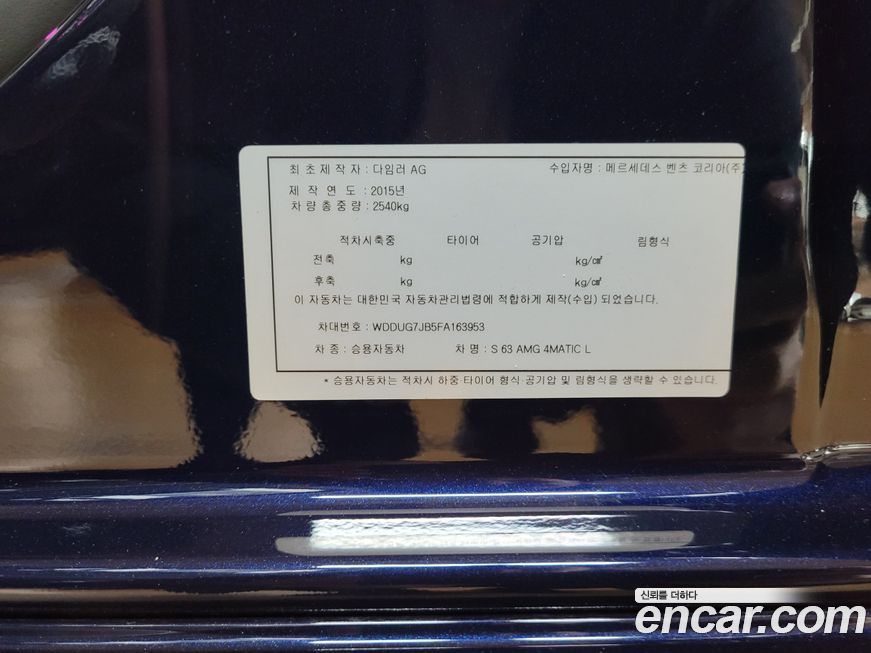 최초제작자 : 다임러 AG 수입자명 : 메르세데스 벤츠 코리아(주)
제작연도 : 2015년
차량총중량 : 2540kg
적차시축중 타이어 공기압 림형식
전축 kg kg/㎠
후축 kg kg/㎠
이 자동차는 대한민국 자동차관리법령에 적합하게 제작(수입) 되었습니다.
차대번호 : WDDUG7JB5FA163953
차 종 : 승용자동차 차 명 : S 63 AMG 4MATIC L
* 승용자동차는 적차시 하중·타이어 형식·공기압 및 림형식을 생략할 수 있습니다.
신뢰를 더하다
encar.com